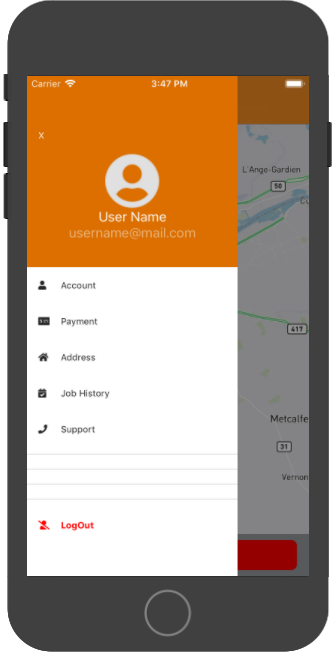 Carrier 3:47 PM
x
User Name
username@mail.com
L'Ange-Gardien
50
Account
Payment
417
Address
Job History
Metcalfe
Support
31
Vernon
LogOut